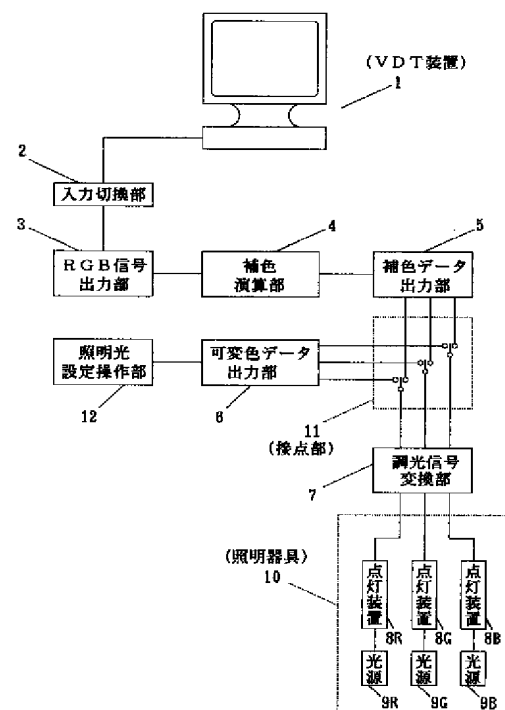 (VDT装置)
1
2
入力切換部
3
4
5
RGB信号
出力部
補色
演算部
補色データ
出力部
照明光
設定操作部
可変色データ
出力部
12
6
11
(接点部)
調光信号
変換部
7
(照明器具)
10
点灯装置
点灯装置
点灯装置
8R
8G
8B
光源
光源
光源
9R
9G
9B